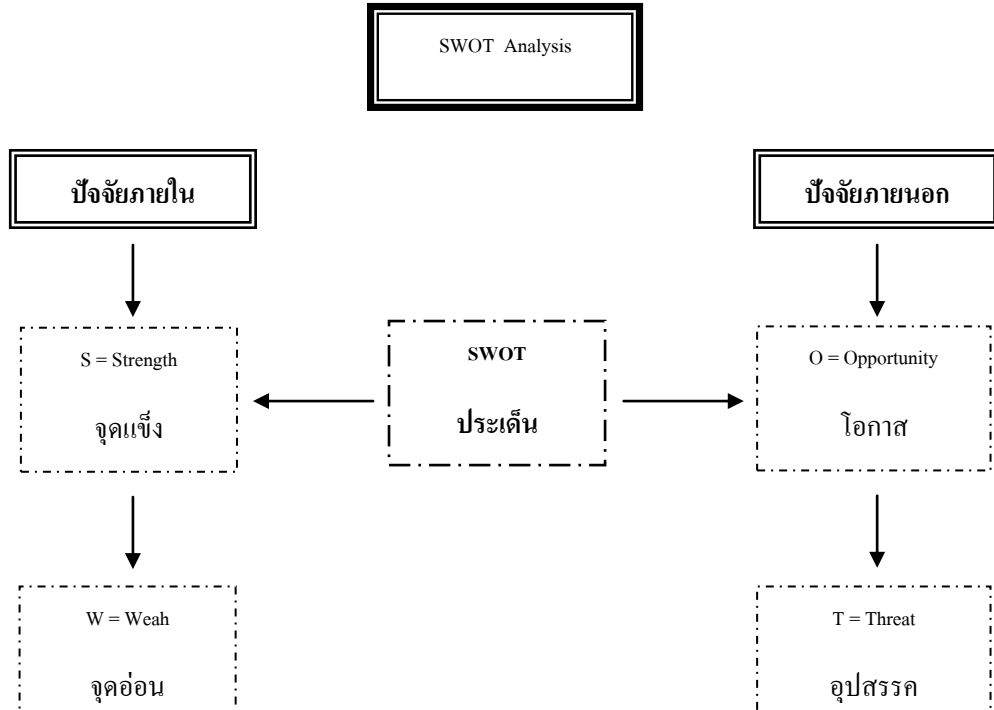 SWOT Analysis
ปัจจัยภายใน
ปัจจัยภายนอก
S = Strength
จุดแข็ง
SWOT
ประเด็น
O = Opportunity
โอกาส
W = Weah
จุดอ่อน
T = Threat
อุปสรรค